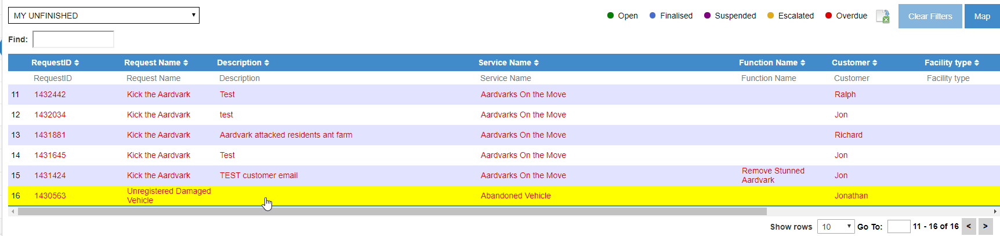 MY UNFINISHED
Open Finalised Suspended Escalated Overdue Clear Filters Map
Find:
RequestID Request Name Description Service Name Function Name Customer Facility type
RequestID Request Name Description Service Name Function Name Customer Facility type
11 1432442 Kick the Aardvark Test Aardvarks On the Move Ralph
12 1432034 Kick the Aardvark test Aardvarks On the Move Jon
13 1431881 Kick the Aardvark Aardvark attacked residents ant farm Aardvarks On the Move Richard
14 1431645 Kick the Aardvark Test Aardvarks On the Move Jon
15 1431424 Kick the Aardvark TEST customer email Aardvarks On the Move Remove Stunned Aardvark Jon
16 1430563 Unregistered Damaged Vehicle Abandoned Vehicle Jonathan
Show rows 10 Go To: 11 - 16 of 16 < >